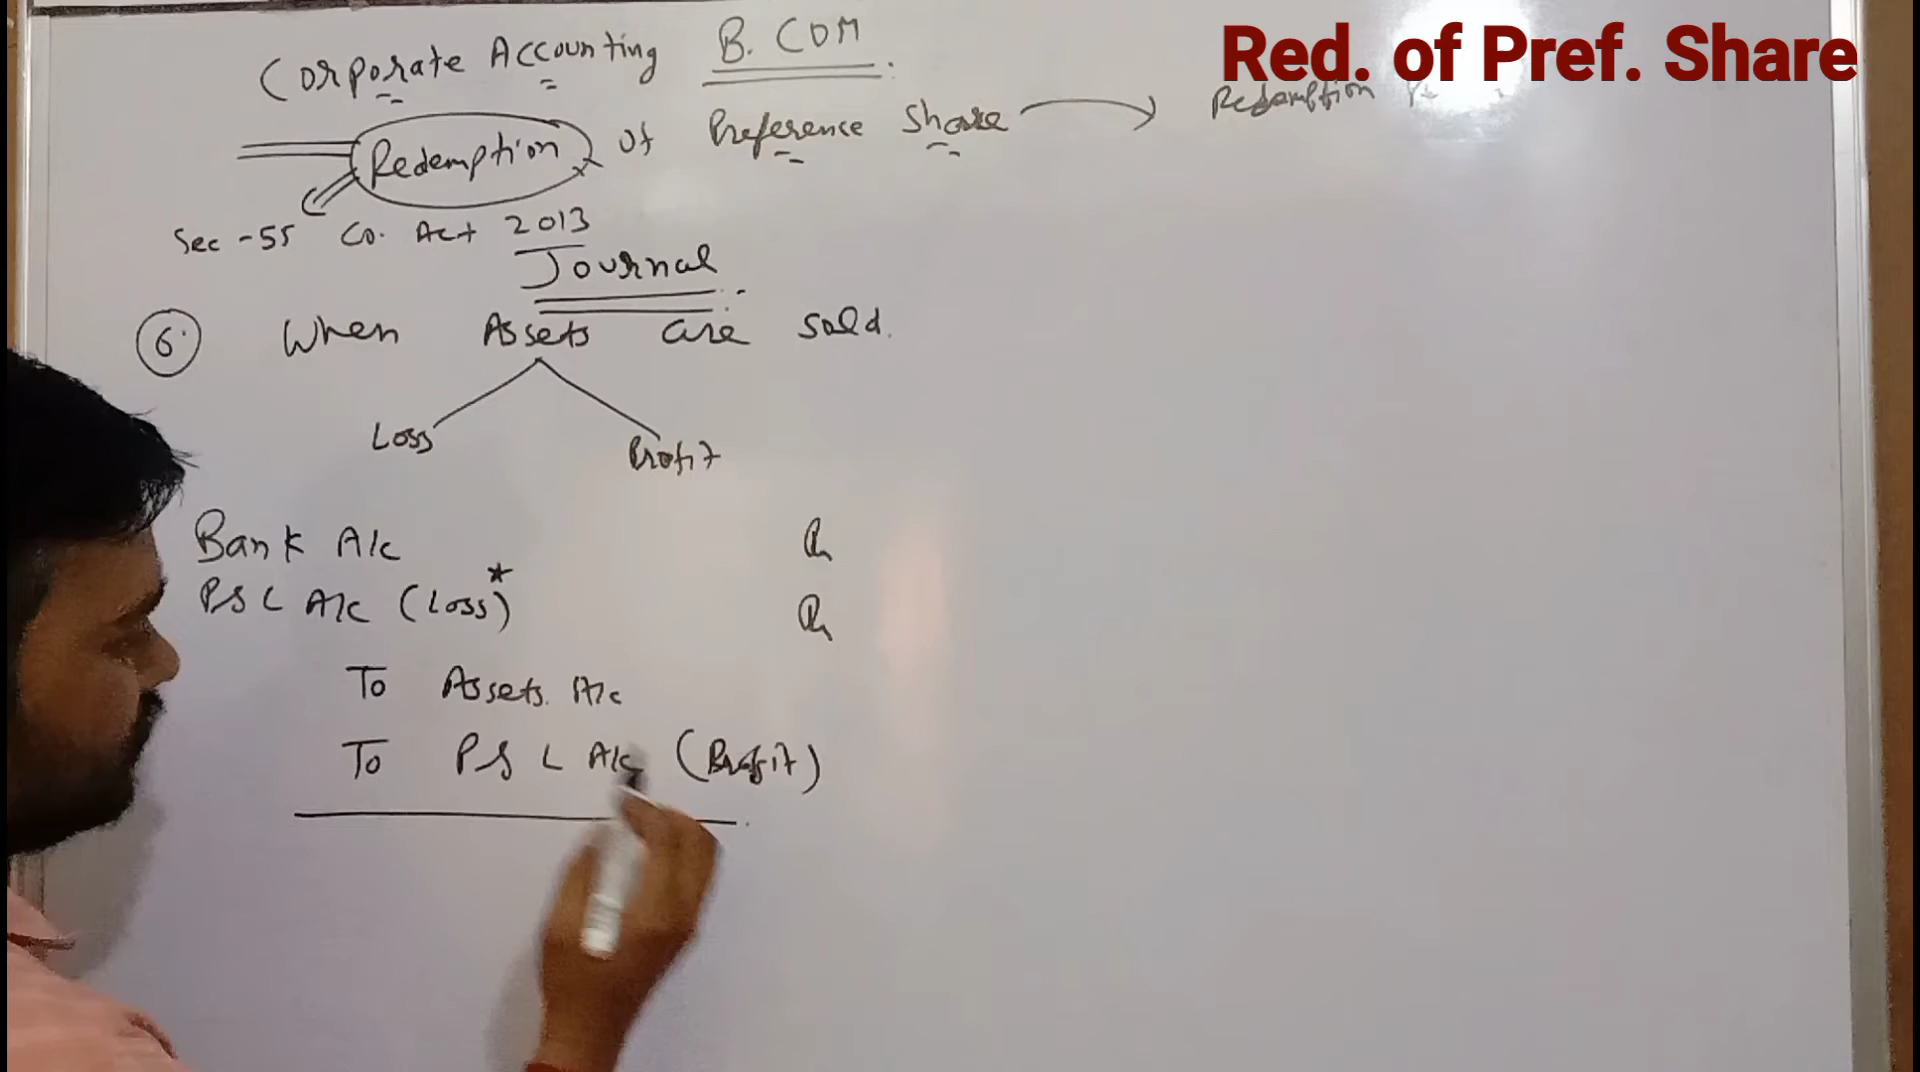 Corporate Accounting B. COM
Red. of Pref. Share
Redemption of Preference Share
Redemption
Sec - 55 Co. Act 2013
Journal
6. When Assets are sold.
Loss Profit
Bank A/c Dr
P&L A/c (Loss)* Dr
To Assets. A/c
To P&L A/c (Profit)